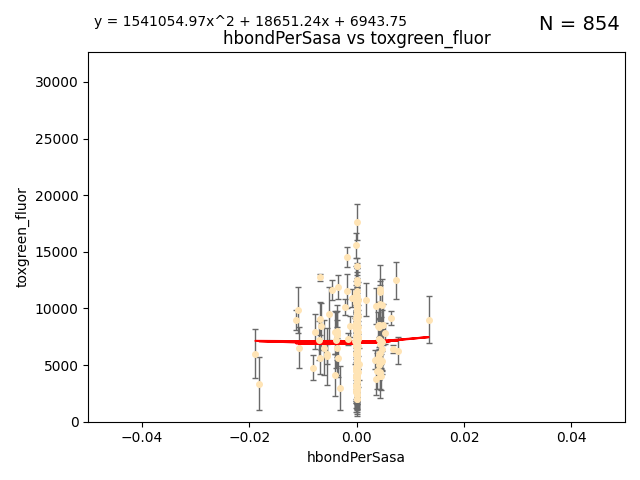 y = 1541054.97x^2 + 18651.24x + 6943.75
N = 854
hbondPerSasa vs toxgreen_fluor
toxgreen_fluor
30000
25000
20000
15000
10000
5000
0
−0.04
−0.02
0.00
0.02
0.04
hbondPerSasa